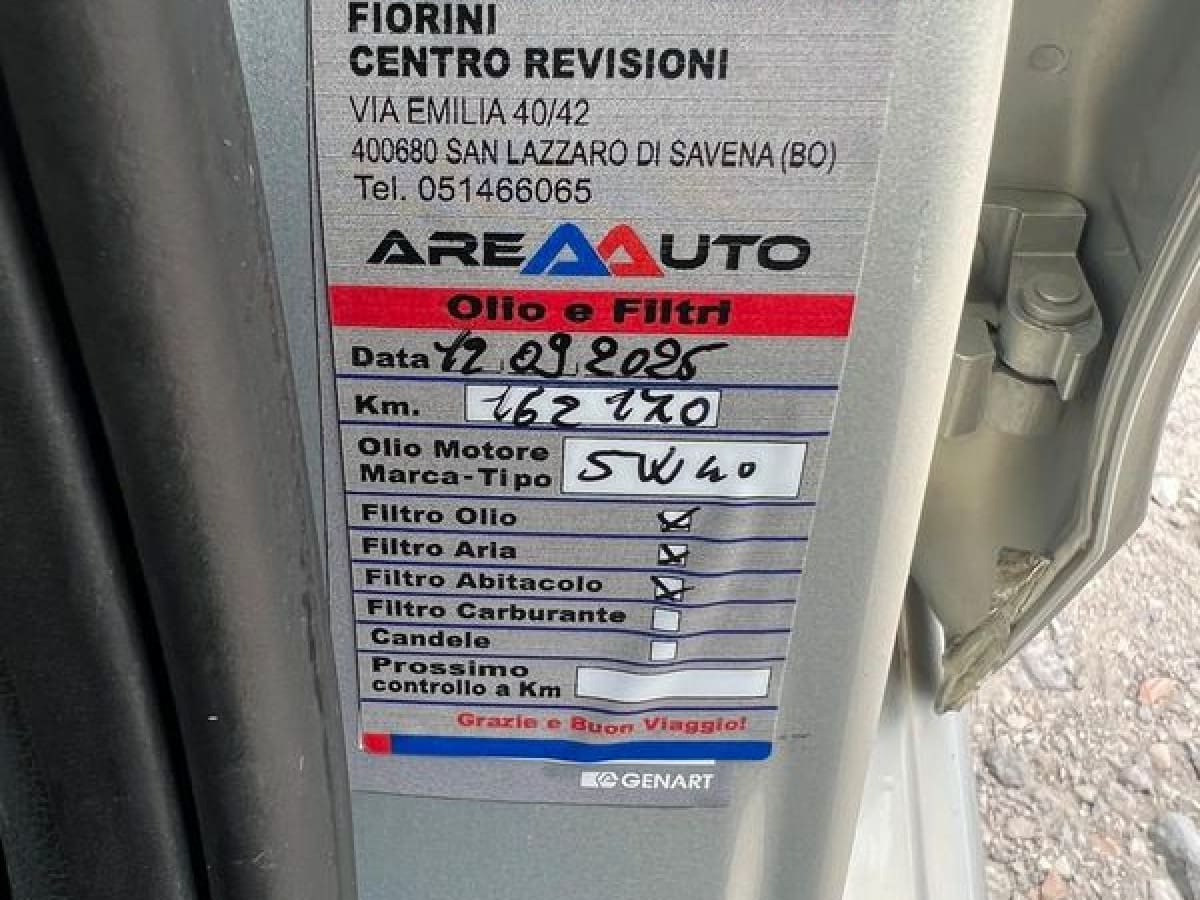 FIORINI
CENTRO REVISIONI
VIA EMILIA 40/42
400680 SAN LAZZARO DI SAVENA (BO)
Tel. 051466065
AREAAUTO
Olio e Filtri
Data 12.09.2025
Km. 162170
Olio Motore
Marca-Tipo 5W40
Filtro Olio
Filtro Aria
Filtro Abitacolo
Filtro Carburante
Candele
Prossimo
controllo a Km
Grazie e Buon Viaggio!
GENART